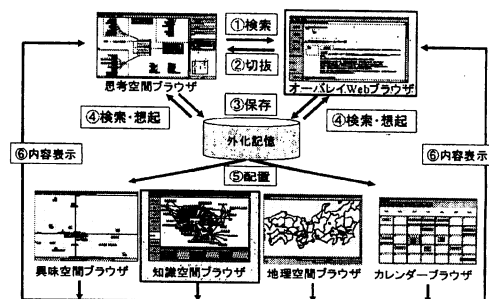 ①検索
②切抜
思考空間ブラウザ
オーバレイWebブラウザ
③保存
④検索・想起
④検索・想起
外化記憶
⑥内容表示
⑥内容表示
⑤配置
興味空間ブラウザ
知識空間ブラウザ
地理空間ブラウザ
カレンダーブラウザ